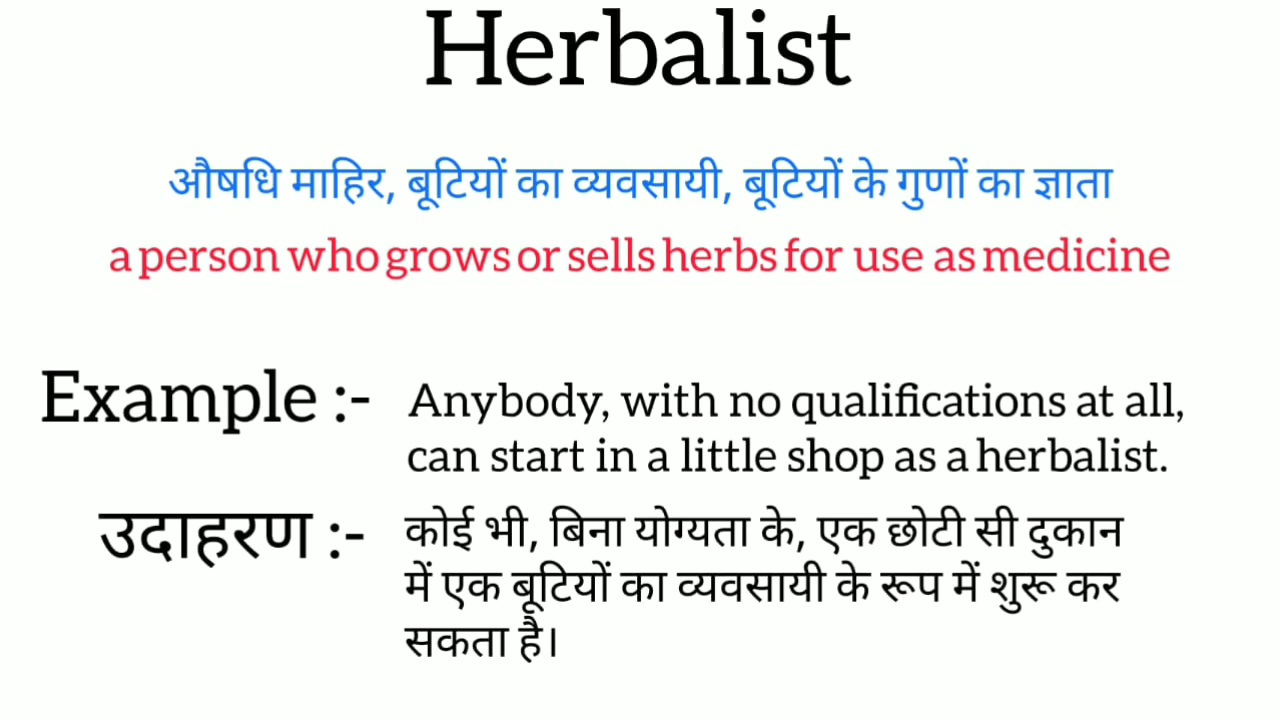 Herbalist
औषधि माहिर, बूटियों का व्यवसायी, बूटियों के गुणों का ज्ञाता
a person who grows or sells herbs for use as medicine
Example :- Anybody, with no qualifications at all,
can start in a little shop as a herbalist.
उदाहरण :- कोई भी, बिना योग्यता के, एक छोटी सी दुकान
में एक बूटियों का व्यवसायी के रूप में शुरू कर
सकता है।